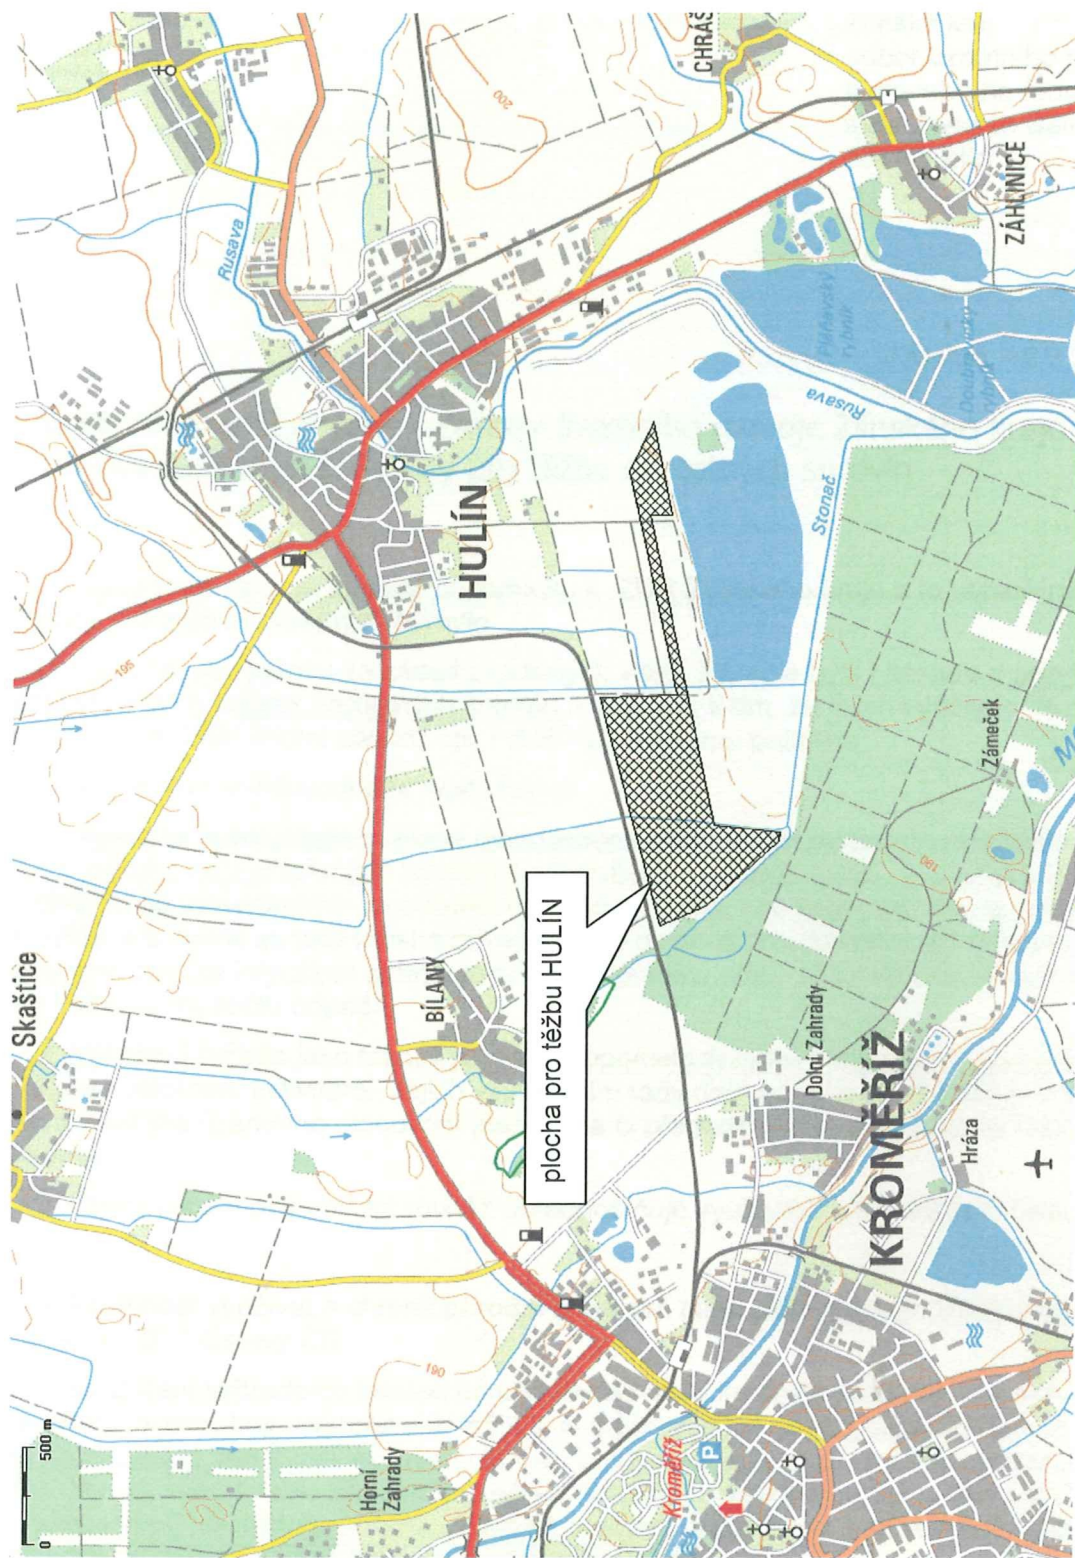 Skaštice
HULÍN
BÍLANY
KROMĚŘÍŽ
Kroměříž
Horní
Zahrady
Dolní Zahrady
Hráza
Zámeček
ZÁHLINICE
CHRÁŠ
Rusava
Rusava
Stonač
Pláňavský
rybník
plocha pro těžbu HULÍN
P
195
200
190
190
0
500 m